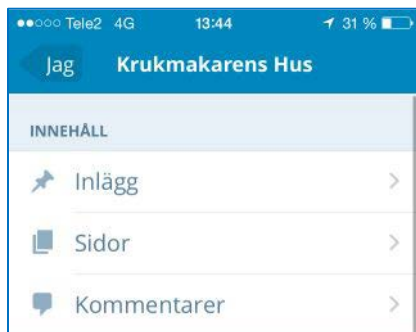 Tele2 4G 13:44 31 %
Jag Krukmakarens Hus
INNEHÅLL
Inlägg
Sidor
Kommentarer